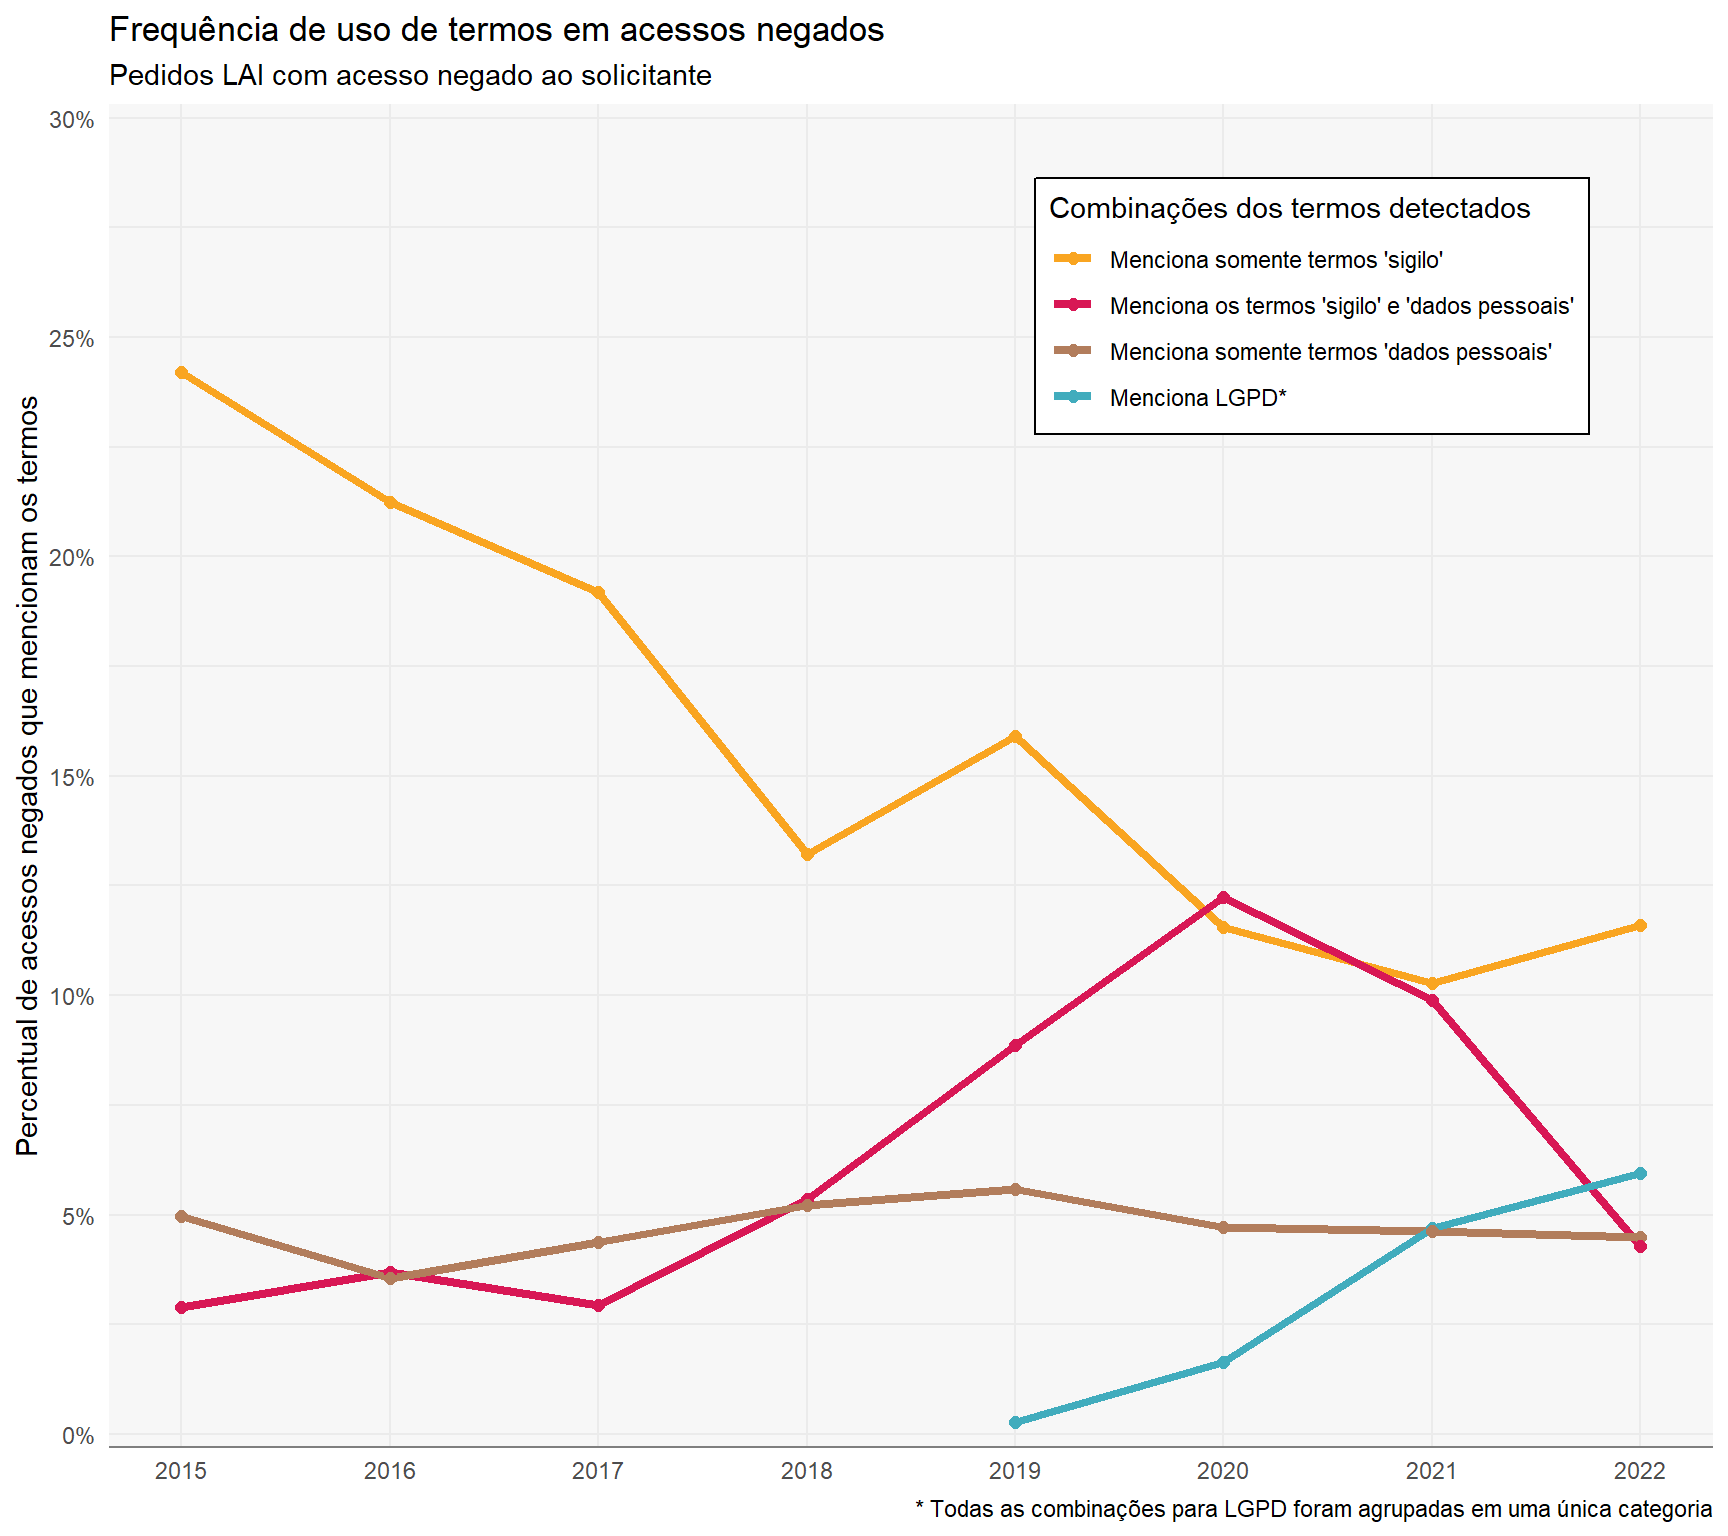 Frequência de uso de termos em acessos negados
Pedidos LAI com acesso negado ao solicitante
Percentual de acessos negados que mencionam os termos
30%
25%
20%
15%
10%
5%
0%
Combinações dos termos detectados
Menciona somente termos 'sigilo'
Menciona os termos 'sigilo' e 'dados pessoais'
Menciona somente termos 'dados pessoais'
Menciona LGPD*
2015 2016 2017 2018 2019 2020 2021 2022
* Todas as combinações para LGPD foram agrupadas em uma única categoria